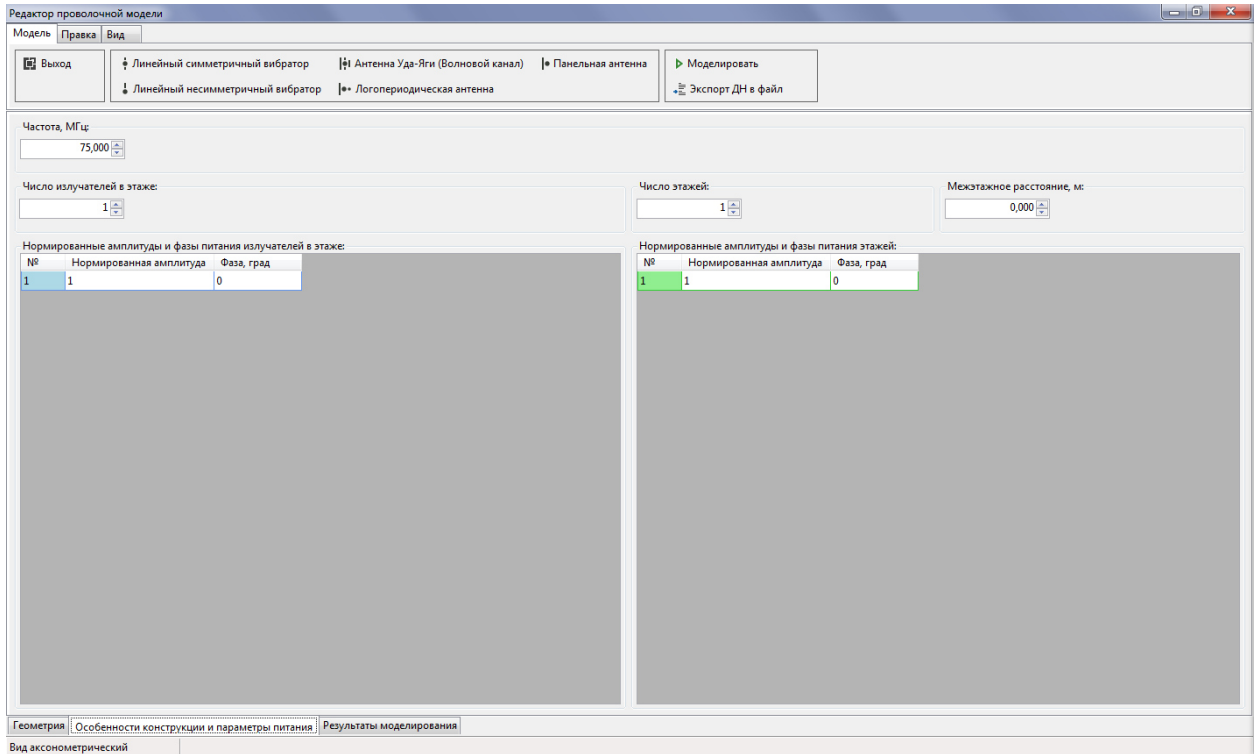 Редактор проволочной модели
Модель Правка Вид
Выход Линейный симметричный вибратор Антенна Уда-Яги (Волновой канал) Панельная антенна Моделировать
Линейный несимметричный вибратор Логопериодическая антенна Экспорт ДН в файл
Частота, МГц:
75,000
Число излучателей в этаже: Число этажей: Межэтажное расстояние, м:
1 1 0,000
Нормированные амплитуды и фазы питания излучателей в этаже: Нормированные амплитуды и фазы питания этажей:
№ Нормированная амплитуда Фаза, град № Нормированная амплитуда Фаза, град
1 1 0 1 1 0
Геометрия Особенности конструкции и параметры питания Результаты моделирования
Вид аксонометрический